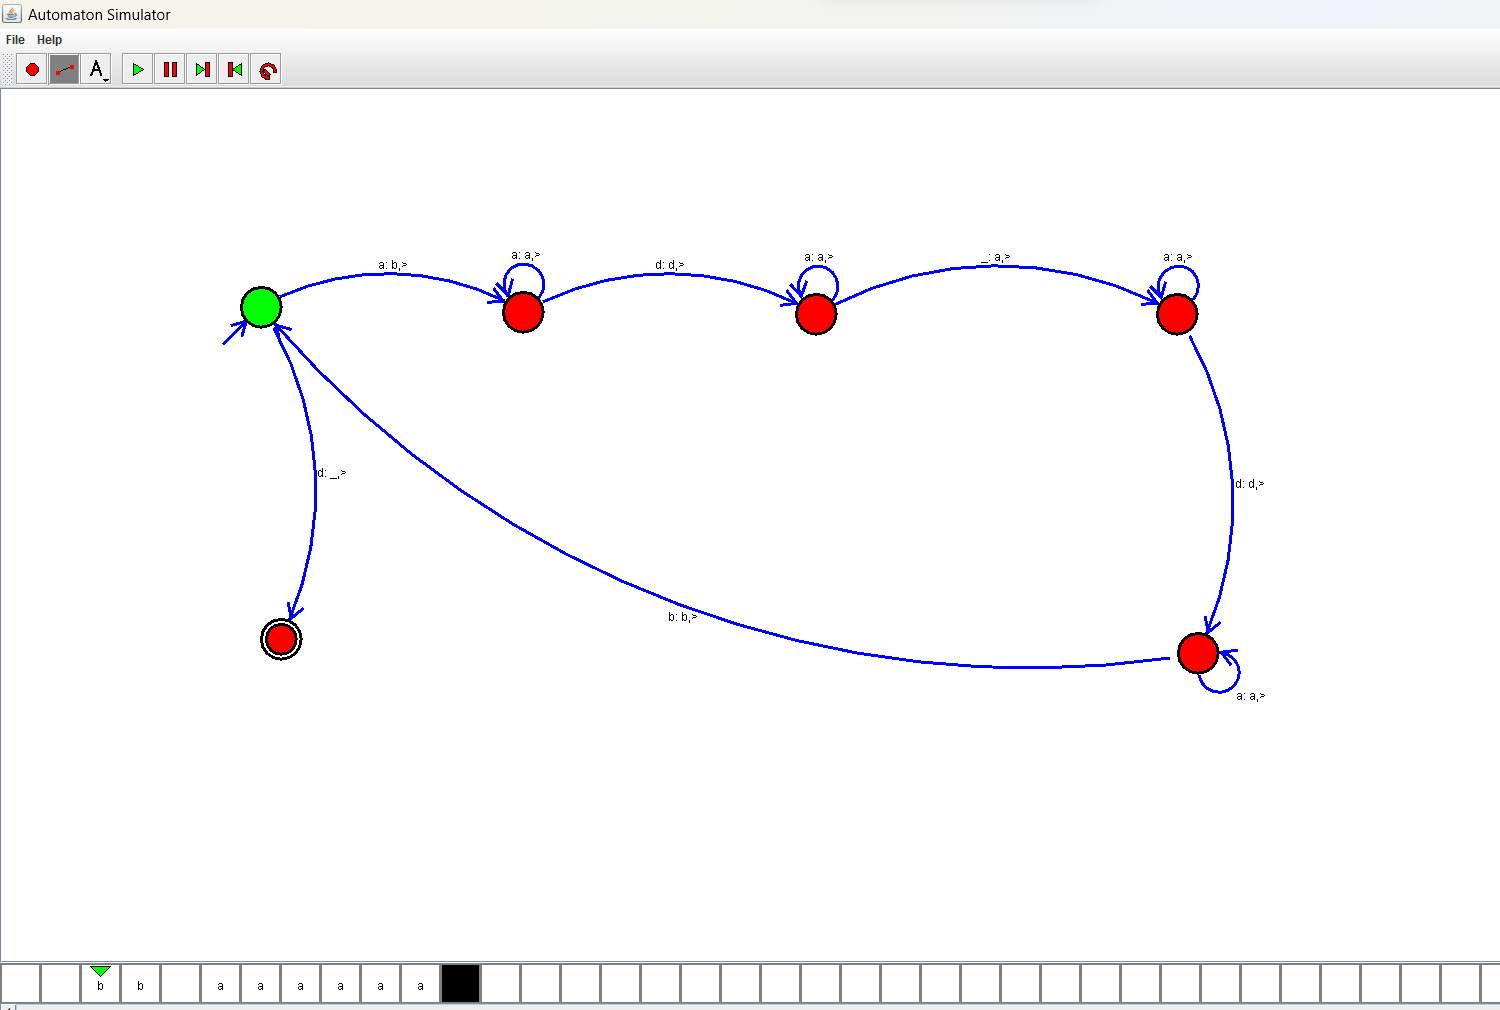 Automaton Simulator
File Help
A
a: a,>
a: a,>
_: a,>
a: a,>
a: b,>
d: d,>
d: _,>
d: d,>
b: b,>
a: a,>
b b a a a a a a